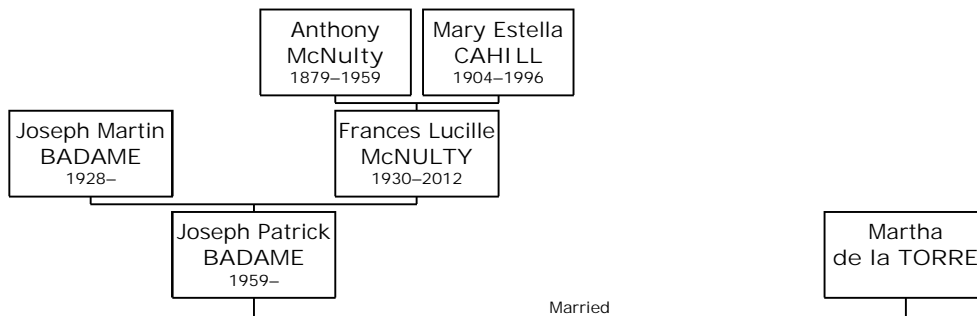 Anthony
McNulty
1879–1959
Mary Estella
CAHILL
1904–1996
Joseph Martin
BADAME
1928–
Frances Lucille
McNULTY
1930–2012
Joseph Patrick
BADAME
1959–
Martha
de la TORRE
Married